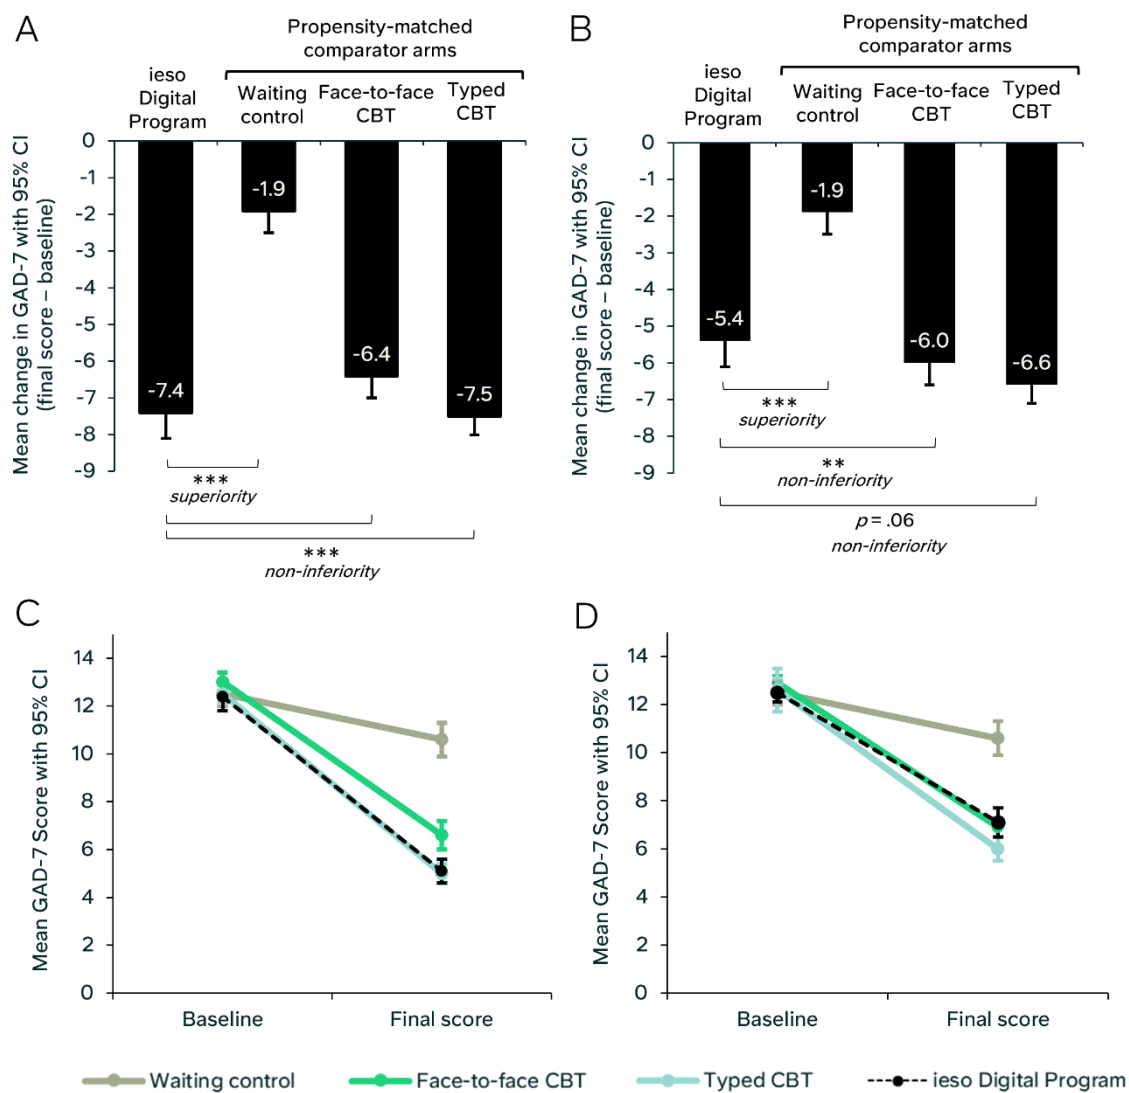 A
Propensity-matched
comparator arms
ieso
Digital
Program
Waiting
control
Face-to-face
CBT
Typed
CBT
Mean change in GAD-7 with 95% CI
(final score – baseline)
0
-1
-2
-3
-4
-5
-6
-7
-8
-9
-7.4
-1.9
-6.4
-7.5
***
superiority
***
non-inferiority
B
Propensity-matched
comparator arms
ieso
Digital
Program
Waiting
control
Face-to-face
CBT
Typed
CBT
Mean change in GAD-7 with 95% CI
(final score – baseline)
0
-1
-2
-3
-4
-5
-6
-7
-8
-9
-5.4
-1.9
-6.0
-6.6
***
superiority
**
non-inferiority
p = .06
non-inferiority
C
Mean GAD-7 Score with 95% CI
14
12
10
8
6
4
2
0
Baseline
Final score
D
Mean GAD-7 Score with 95% CI
14
12
10
8
6
4
2
0
Baseline
Final score
Waiting control
Face-to-face CBT
Typed CBT
ieso Digital Program